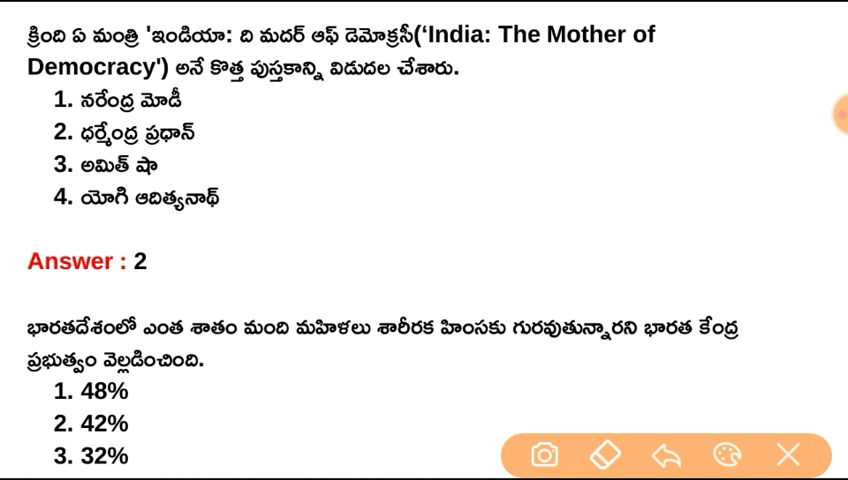 క్రింది ఏ మంత్రి 'ఇండియా: ది మదర్ ఆఫ్ డెమోక్రసీ(‘India: The Mother of
Democracy') అనే కొత్త పుస్తకాన్ని విడుదల చేశారు.
1. నరేంద్ర మోడీ
2. ధర్మేంద్ర ప్రధాన్
3. అమిత్ షా
4. యోగి ఆదిత్యనాథ్
Answer : 2
భారతదేశంలో ఎంత శాతం మంది మహిళలు శారీరక హింసకు గురవుతున్నారని భారత కేంద్ర
ప్రభుత్వం వెల్లడించింది.
1. 48%
2. 42%
3. 32%